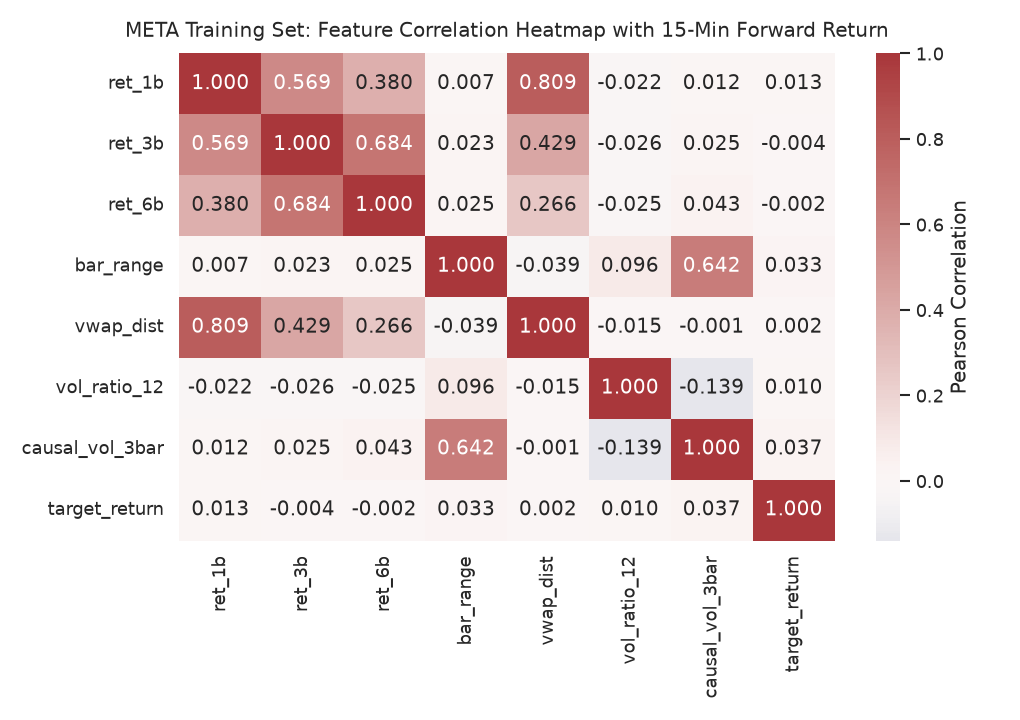 META Training Set: Feature Correlation Heatmap with 15-Min Forward Return
ret_1b 1.000 0.569 0.380 0.007 0.809 -0.022 0.012 0.013
ret_3b 0.569 1.000 0.684 0.023 0.429 -0.026 0.025 -0.004
ret_6b 0.380 0.684 1.000 0.025 0.266 -0.025 0.043 -0.002
bar_range 0.007 0.023 0.025 1.000 -0.039 0.096 0.642 0.033
vwap_dist 0.809 0.429 0.266 -0.039 1.000 -0.015 -0.001 0.002
vol_ratio_12 -0.022 -0.026 -0.025 0.096 -0.015 1.000 -0.139 0.010
causal_vol_3bar 0.012 0.025 0.043 0.642 -0.001 -0.139 1.000 0.037
target_return 0.013 -0.004 -0.002 0.033 0.002 0.010 0.037 1.000
ret_1b
ret_3b
ret_6b
bar_range
vwap_dist
vol_ratio_12
causal_vol_3bar
target_return
1.0
0.8
0.6
0.4
0.2
0.0
Pearson Correlation